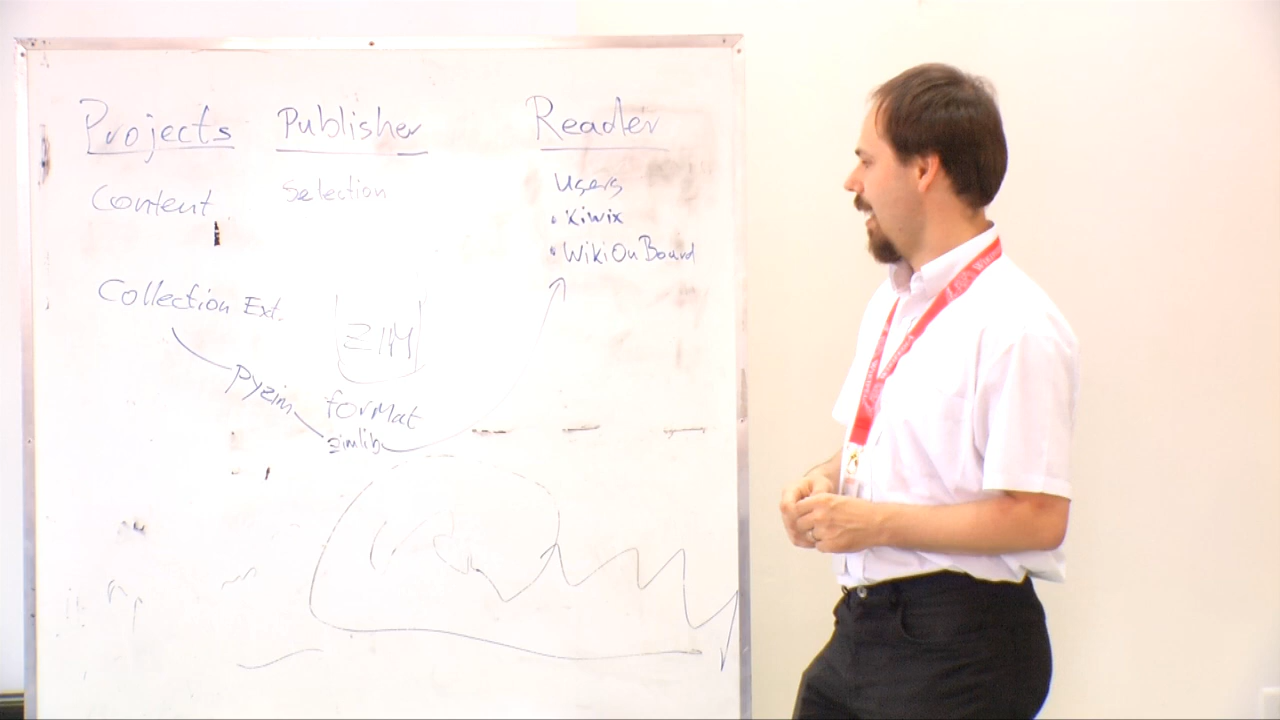 Projects Publisher Reader
Content Selection Users
• Kiwix
• WikiOnBoard
Collection Ext.
ZIM
Pyzim
format
zimlib